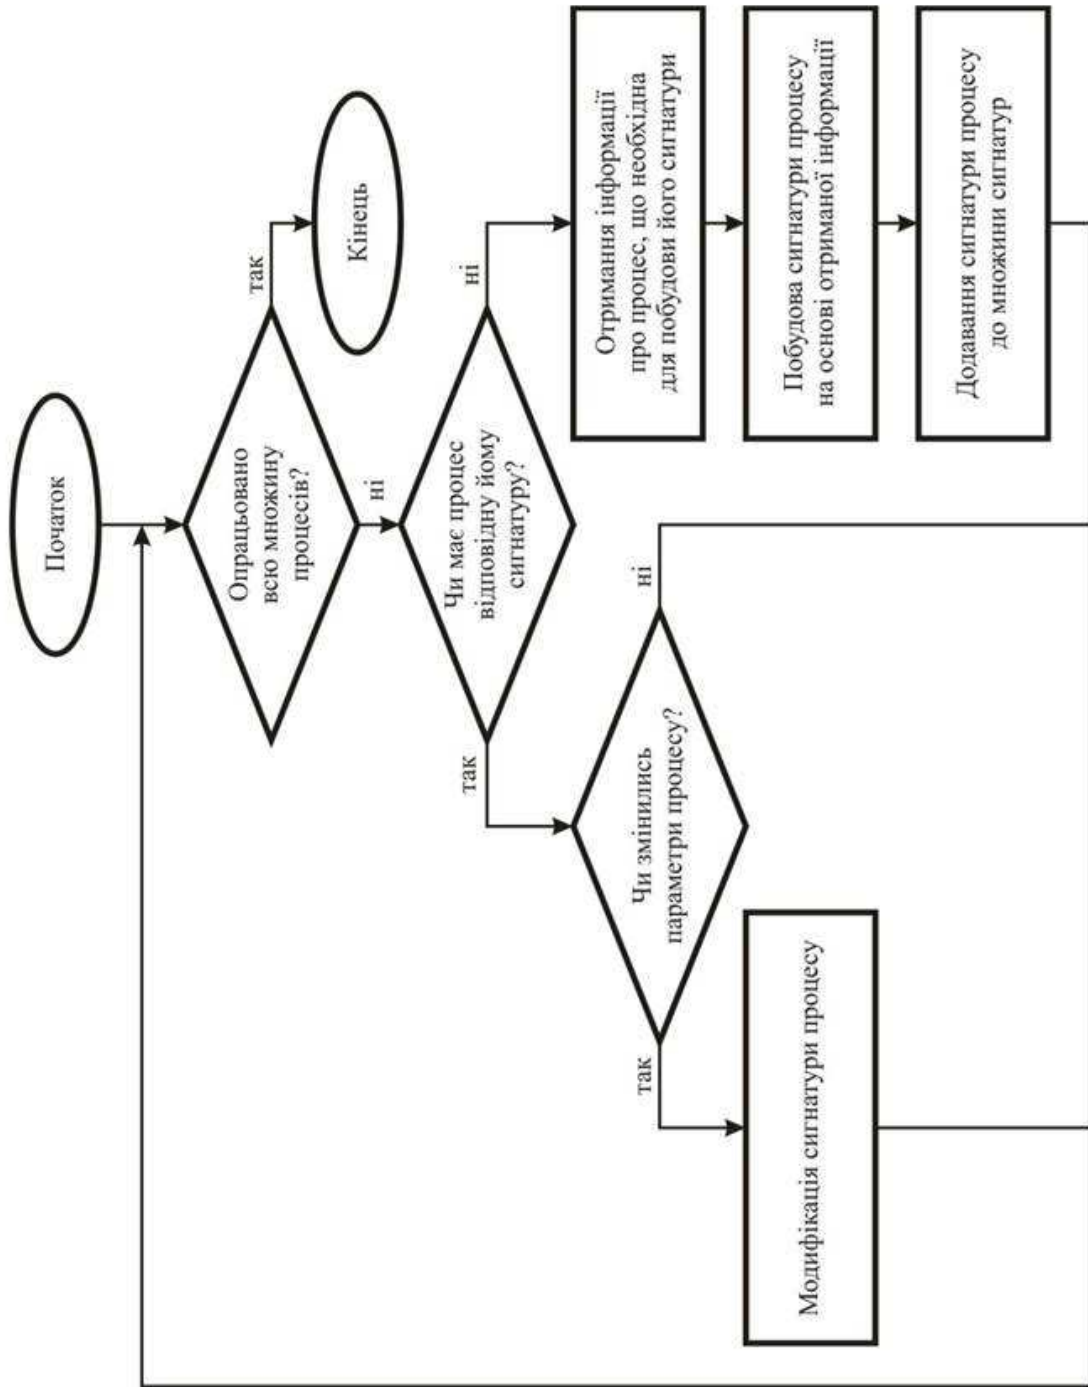 Початок
Опрацьовано
всю множину
процесів?
так
Кінець
ні
Чи має процес
відповідну йому
сигнатуру?
так
ні
Чи змінились
параметри процесу?
так
ні
Модифікація сигнатури процесу
Отримання інформації
про процес, що необхідна
для побудови його сигнатури
Побудова сигнатури процесу
на основі отриманої інформації
Додавання сигнатури процесу
до множини сигнатур